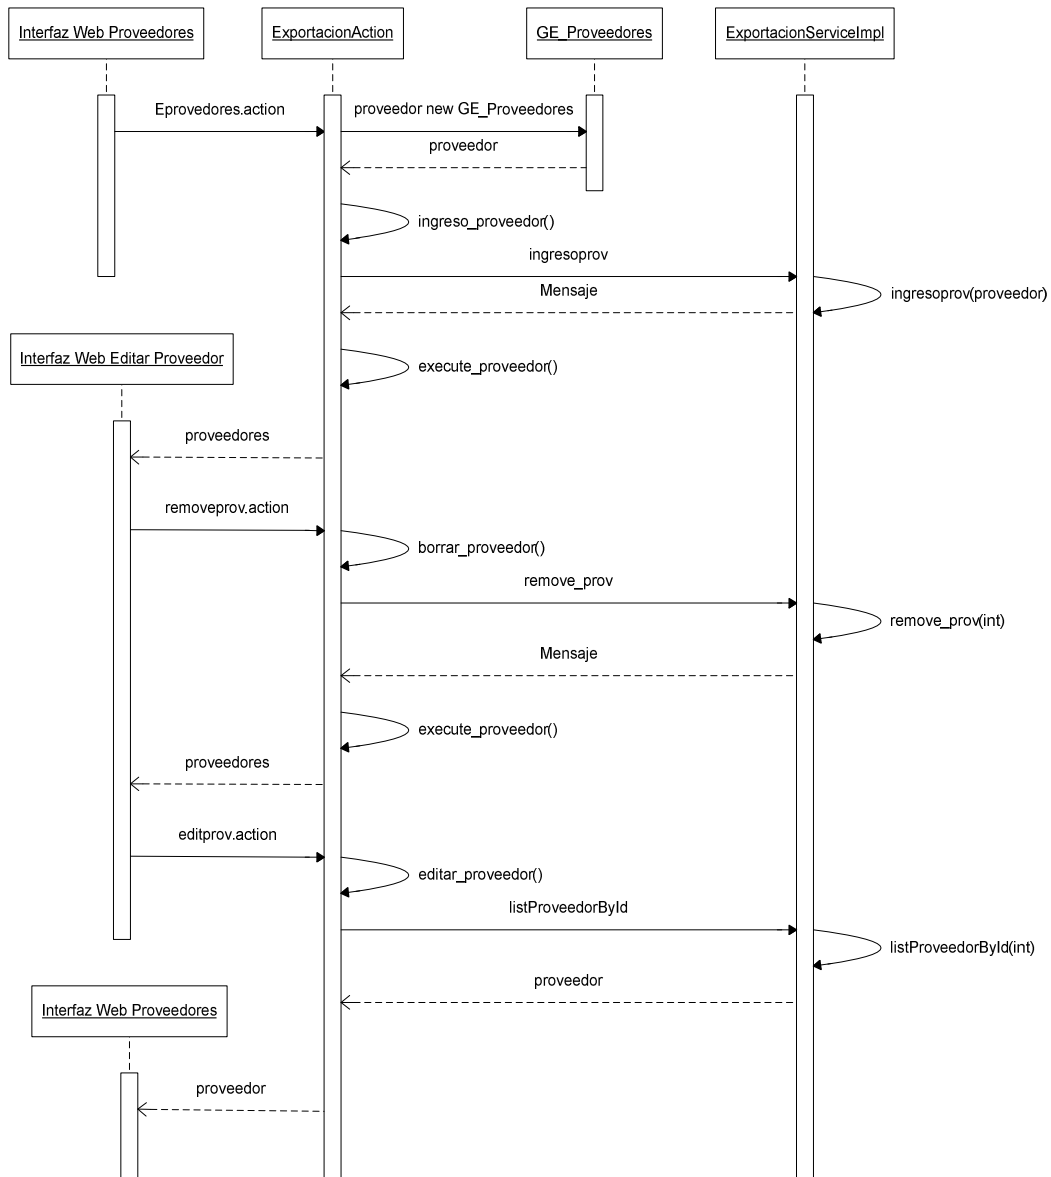 Interfaz Web Proveedores
ExportacionAction
GE_Proveedores
ExportacionServiceImpl
Eprovedores.action
proveedor new GE_Proveedores
proveedor
ingreso_proveedor()
ingresoprov
Mensaje
ingresoprov(proveedor)
Interfaz Web Editar Proveedor
execute_proveedor()
proveedores
removeprov.action
borrar_proveedor()
remove_prov
remove_prov(int)
Mensaje
execute_proveedor()
proveedores
editprov.action
editar_proveedor()
listProveedorById
listProveedorById(int)
proveedor
Interfaz Web Proveedores
proveedor